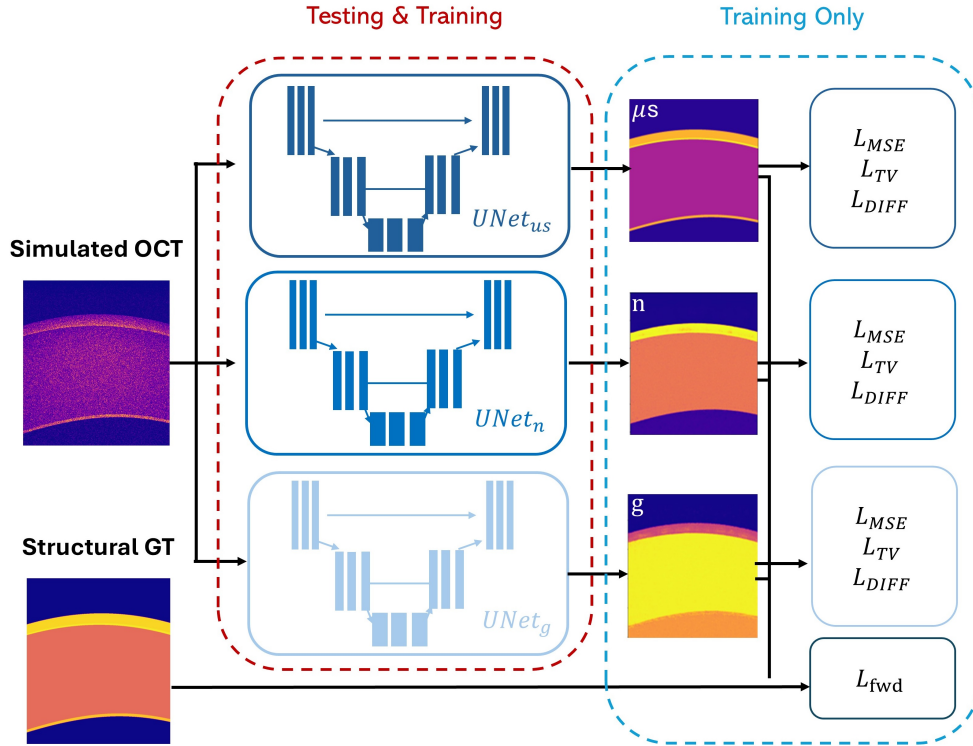 Testing & Training
Training Only
μs
L_MSE
L_TV
L_DIFF
UNet_us
Simulated OCT
n
L_MSE
L_TV
L_DIFF
UNet_n
g
L_MSE
L_TV
L_DIFF
Structural GT
UNet_g
L_fwd